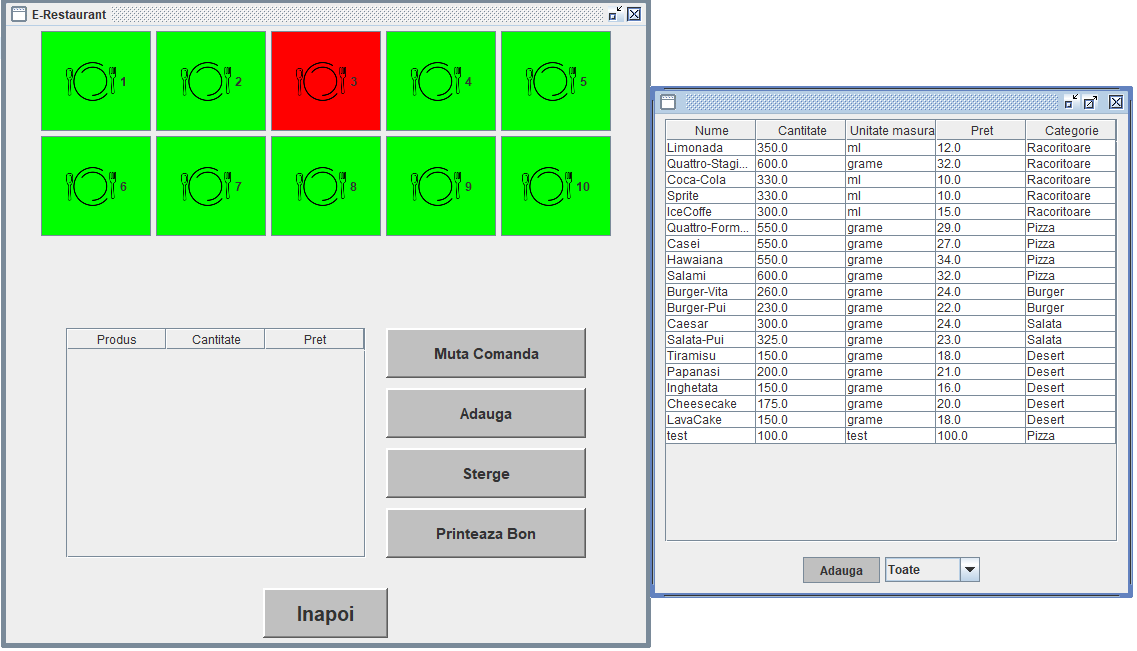 E-Restaurant
1 2 3 4 5
6 7 8 9 10
Produs Cantitate Pret
Muta Comanda
Adauga
Sterge
Printeaza Bon
Inapoi
Nume Cantitate Unitate masura Pret Categorie
Limonada 350.0 ml 12.0 Racoritoare
Quattro-Stagi... 600.0 grame 32.0 Racoritoare
Coca-Cola 330.0 ml 10.0 Racoritoare
Sprite 330.0 ml 10.0 Racoritoare
IceCoffe 300.0 ml 15.0 Racoritoare
Quattro-Form... 550.0 grame 29.0 Pizza
Casei 550.0 grame 27.0 Pizza
Hawaiana 550.0 grame 34.0 Pizza
Salami 600.0 grame 32.0 Pizza
Burger-Vita 260.0 grame 24.0 Burger
Burger-Pui 230.0 grame 22.0 Burger
Caesar 300.0 grame 24.0 Salata
Salata-Pui 325.0 grame 23.0 Salata
Tiramisu 150.0 grame 18.0 Desert
Papanasi 200.0 grame 21.0 Desert
Inghetata 150.0 grame 16.0 Desert
Cheesecake 175.0 grame 20.0 Desert
LavaCake 150.0 grame 18.0 Desert
test 100.0 test 100.0 Pizza
Adauga Toate